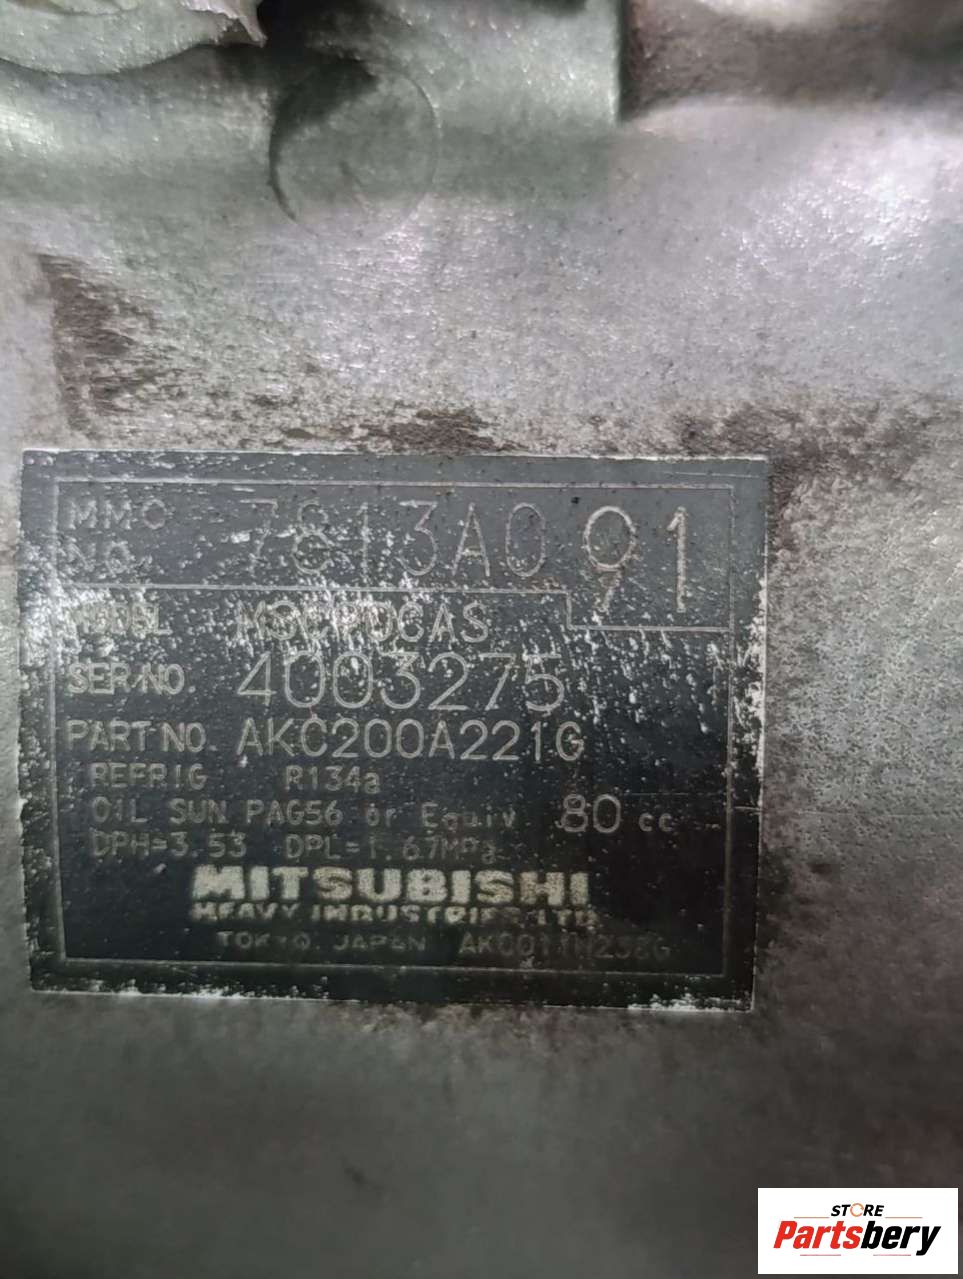 MMC NO. 7813A091
MODEL MSC90CAS
SER.NO. 4003275
PART NO. AKC200A221G
REFRIG R134a
OIL SUN PAG56 or Equiv 80 cc
DPH=3.53 DPL=1.67MPa
MITSUBISHI
HEAVY INDUSTRIES, LTD.
TOKYO, JAPAN
STORE
Partsbery